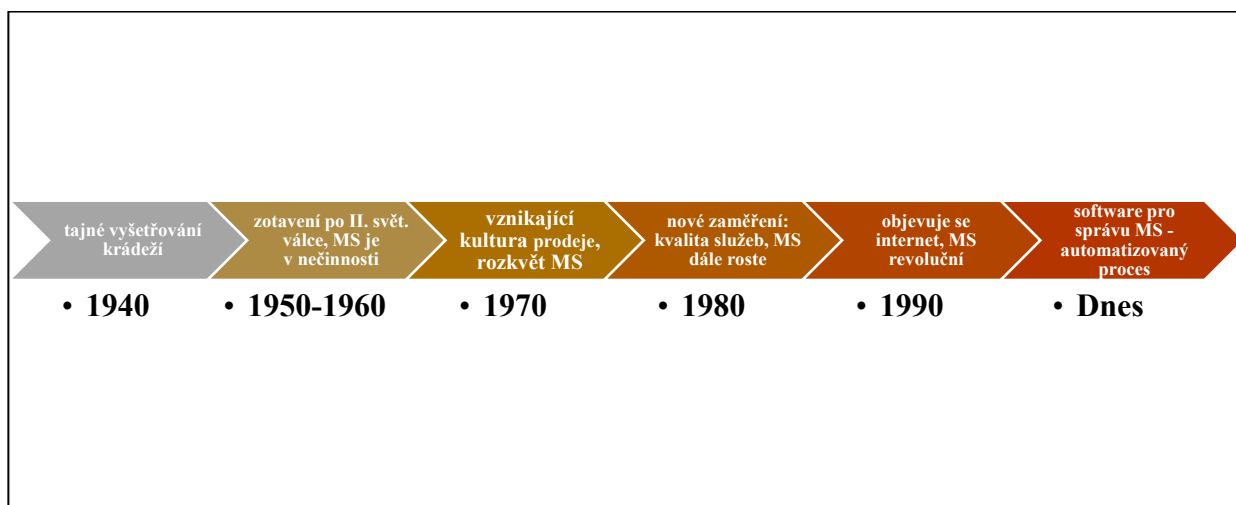 tajné vyšetřování
krádeží
zotavení po II. svět.
válce, MS je
v nečinnosti
vznikající
kultura prodeje,
rozkvět MS
nové zaměření:
kvalita služeb, MS
dále roste
objevuje se
internet, MS
revoluční
software pro
správu MS -
automatizovaný
proces
• 1940
• 1950-1960
• 1970
• 1980
• 1990
• Dnes